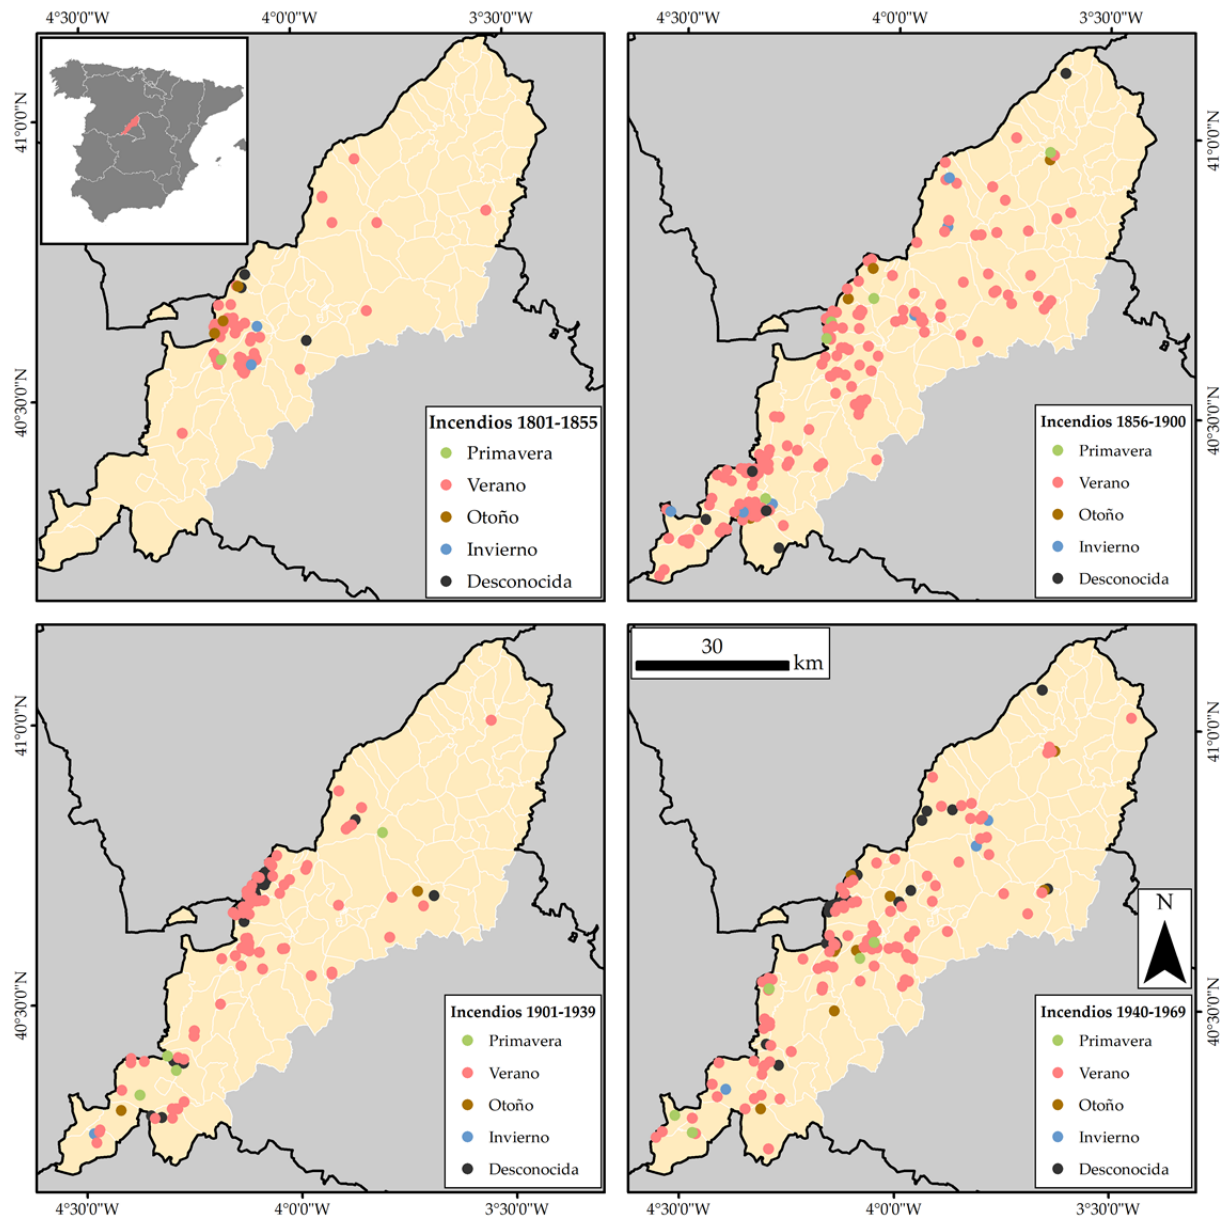 4°30'0"W 4°0'0"W 3°30'0"W
4°30'0"W 4°0'0"W 3°30'0"W
41°0'0"N
40°30'0"N
Incendios 1801-1855
Primavera
Verano
Otoño
Invierno
Desconocida
Incendios 1856-1900
Primavera
Verano
Otoño
Invierno
Desconocida
41°0'0"N
40°30'0"N
41°0'0"N
40°30'0"N
Incendios 1901-1939
Primavera
Verano
Otoño
Invierno
Desconocida
30
km
N
Incendios 1940-1969
Primavera
Verano
Otoño
Invierno
Desconocida
41°0'0"N
40°30'0"N
4°30'0"W 4°0'0"W 3°30'0"W
4°30'0"W 4°0'0"W 3°30'0"W